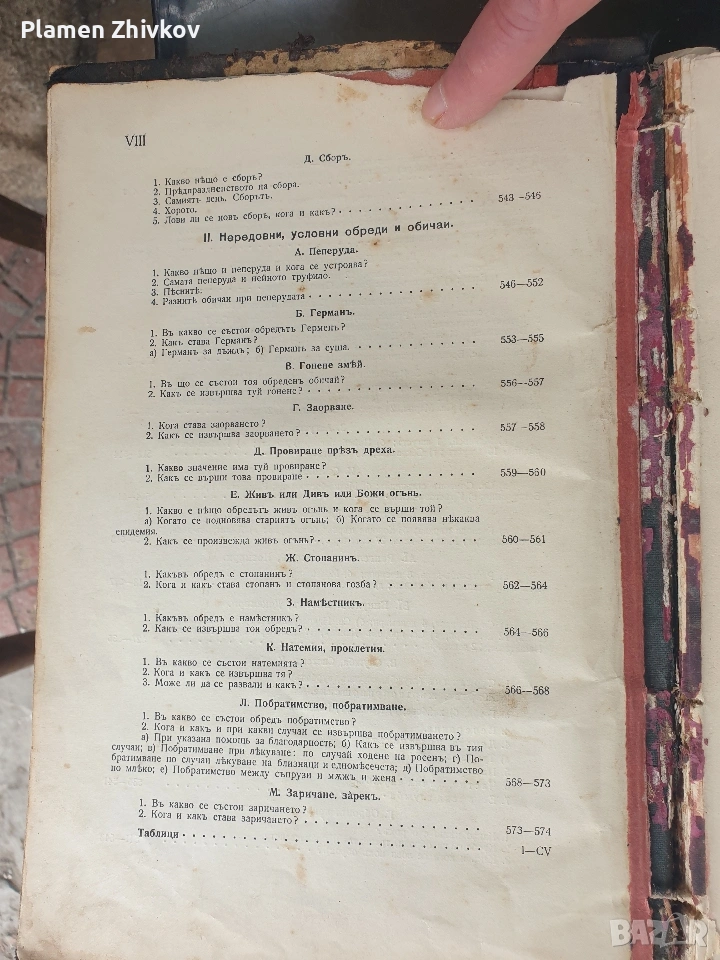 Plamen Zhivkov
VIII
Д. Сборъ.
1. Какво нѣщо е сборъ?
2. Предпразднenството на сбора.
3. Самиятъ день. Сборътъ.
4. Хорото.
5. Лови ли се новъ сборъ, кога и какъ? 543-546
II. Нередовни, условни обреди и обичаи.
А. Пеперуда.
1. Какво нѣщо и пеперуда и кога се устроява?
2. Самата пеперуда и нейното труфило.
3. Пѣснитѣ.
4. Разнитѣ обичаи при пеперудата 546—552
Б. Германъ.
1. Въ какво се състои обредътъ Германъ?
2. Какъ става Германъ?
а) Германъ за дъждъ; б) Германъ за суша. 553—555
В. Гонене змѣй.
1. Въ що се състои тоя обреденъ обичай?
2. Какъ се извършва туй гонене? 556—557
Г. Заорване.
1. Кога става заорването?
2. Какъ се извършва заорването? 557-558
Д. Провиране прѣзъ дреха.
1. Какво значение има туй провиране?
2. Какъ се върши това провиране 559—560
Е. Живъ или Дивъ или Божи огънь.
1. Какво е нѣщо обредътъ живъ огънь и кога се върши той?
а) Когато се подновява стариятъ огънь; б) Когато се появява нѣкаква
епидемия.
2. Какъ се произвежда живъ огънь? 560—561
Ж. Стопанинъ.
1. Какъвъ обредъ е стопанинъ?
2. Кога и какъ става стопанъ и стопанова гозба? 562—564
З. Намѣстникъ.
1. Какъвъ обредъ е намѣстникъ?
2. Какъ се извършва тоя обредъ? 564—566
К. Натемия, проклетия.
1. Въ какво се състои натемията?
2. Кога и какъ се извършва тя?
3. Може ли да се развали и какъ? 566—568
Л. Побратимство, побратимване.
1. Въ какво се състои обредъ побратимство?
2. Кога и какъ и при какви случаи се извършва побратимването?
а) При указана помощь за благодарность; б) Какъ се извършва въ тия
случаи; в) Побратимване при лѣкуване: по случай ходене на росенъ; г) По-
братимване по случаи лѣкуване на близнаци и едномѣсечета; д) Побратимство
по млѣко; е) Побратимство между съпрузи и мѫжъ и жена 568—573
М. Заричане, за̀рекъ.
1. Въ какво се състои заричането?
2. Кога и какъ става заричането? 573—574
Таблици I—CV
BAZAR